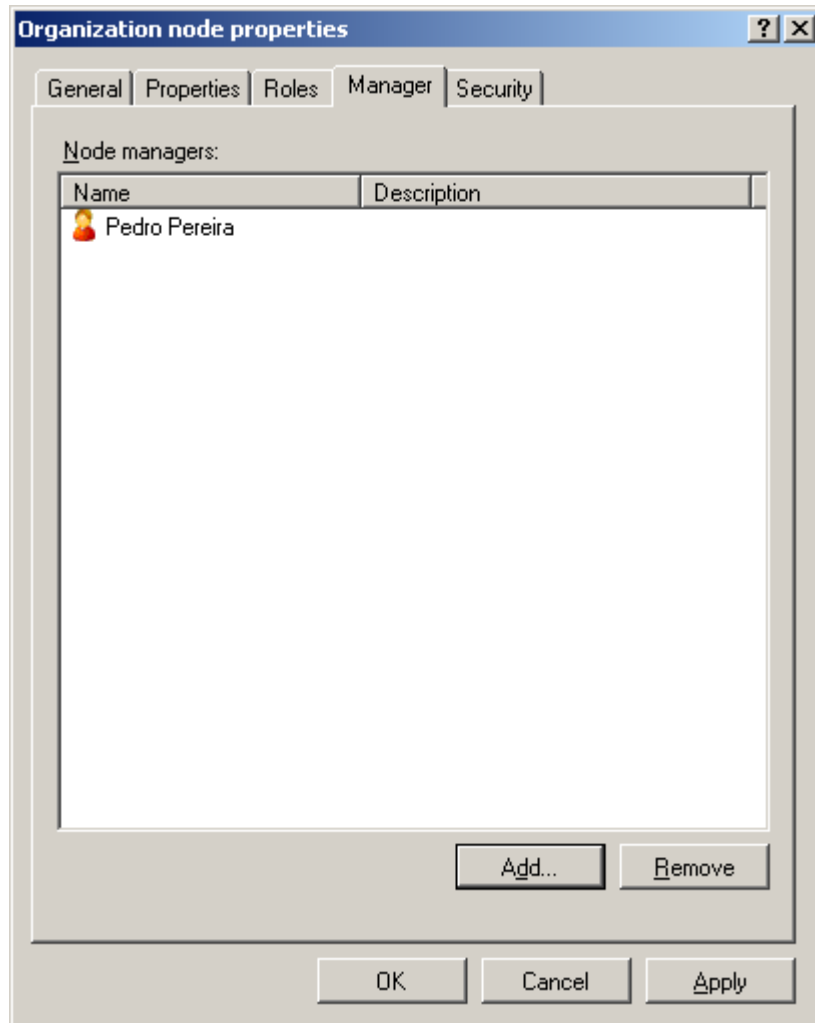 Organization node properties
General Properties Roles Manager Security
Node managers:
Name Description
Pedro Pereira
Add... Remove
OK Cancel Apply